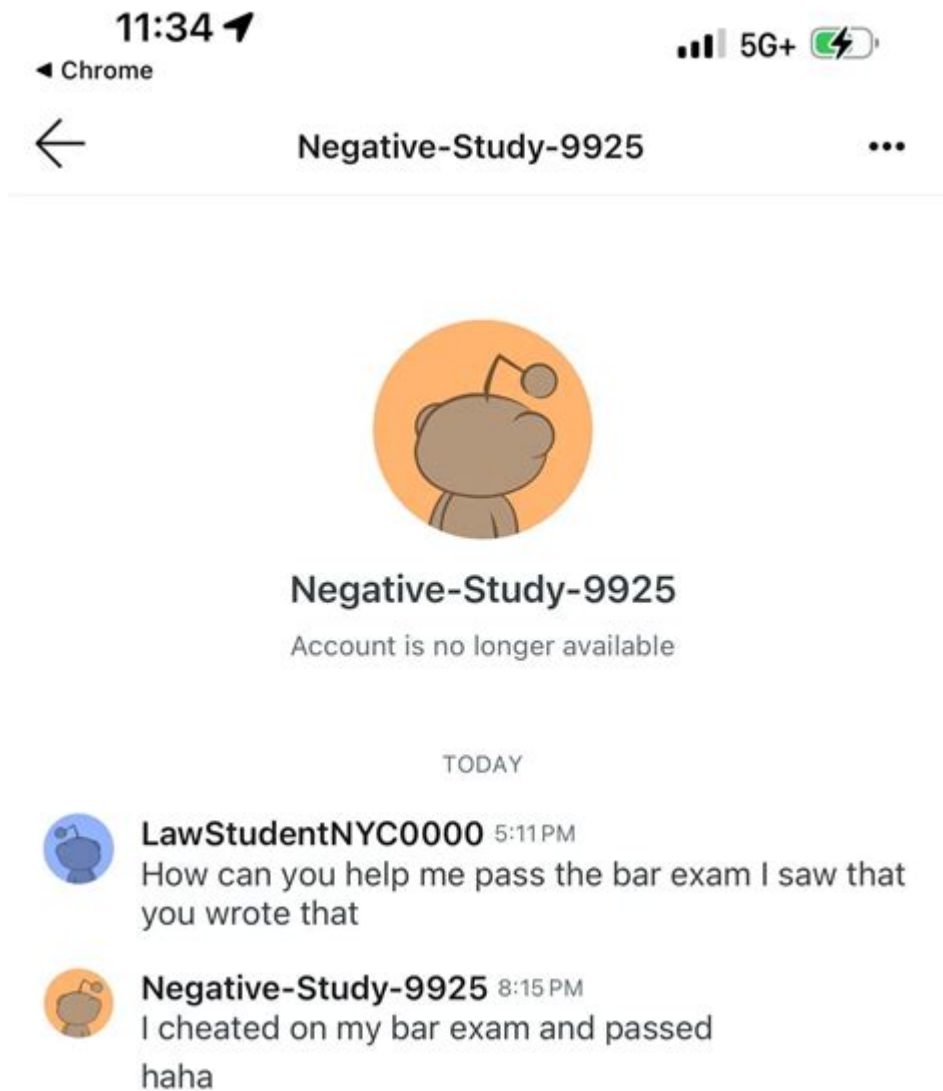 11:34
5G+
◀ Chrome
Negative-Study-9925
Negative-Study-9925
Account is no longer available
TODAY
LawStudentNYC0000 5:11 PM
How can you help me pass the bar exam I saw that
you wrote that
Negative-Study-9925 8:15 PM
I cheated on my bar exam and passed
haha